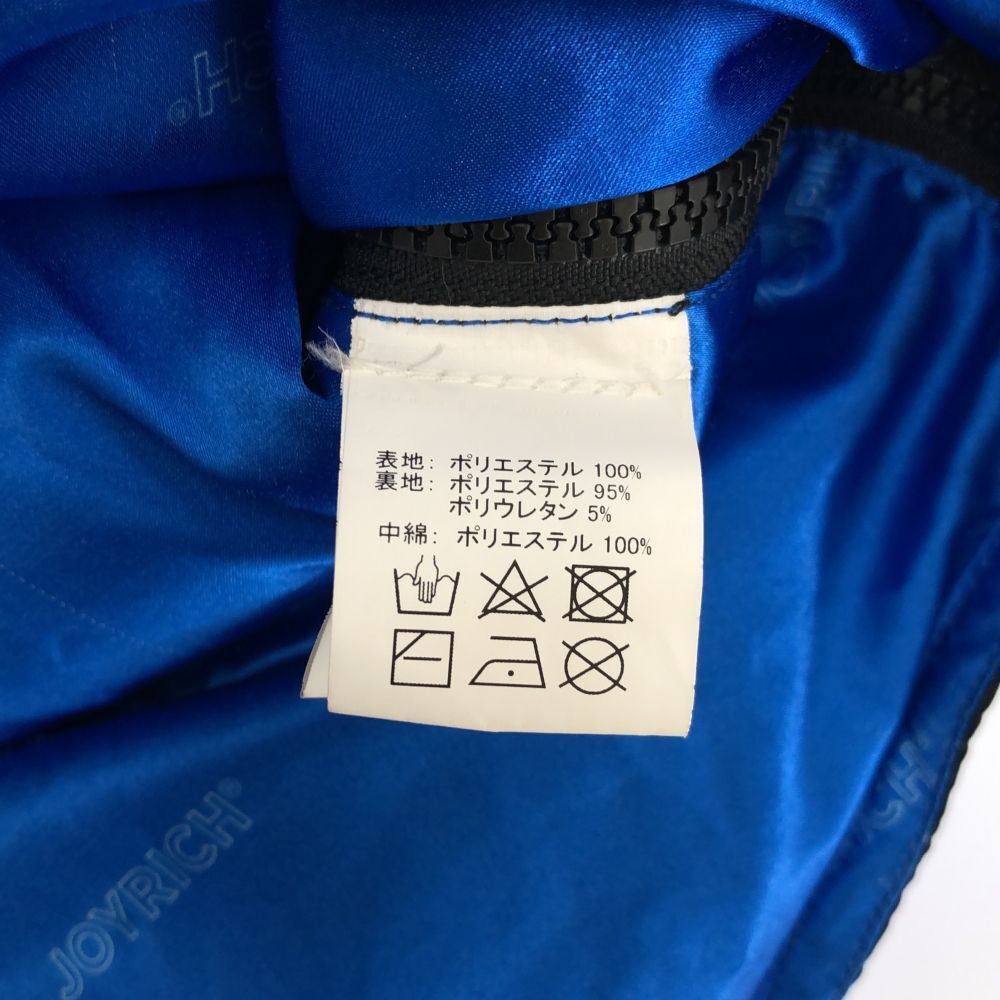 表地: ポリエステル 100%
裏地: ポリエステル 95%
ポリウレタン 5%
中綿: ポリエステル 100%
JOYRICH®